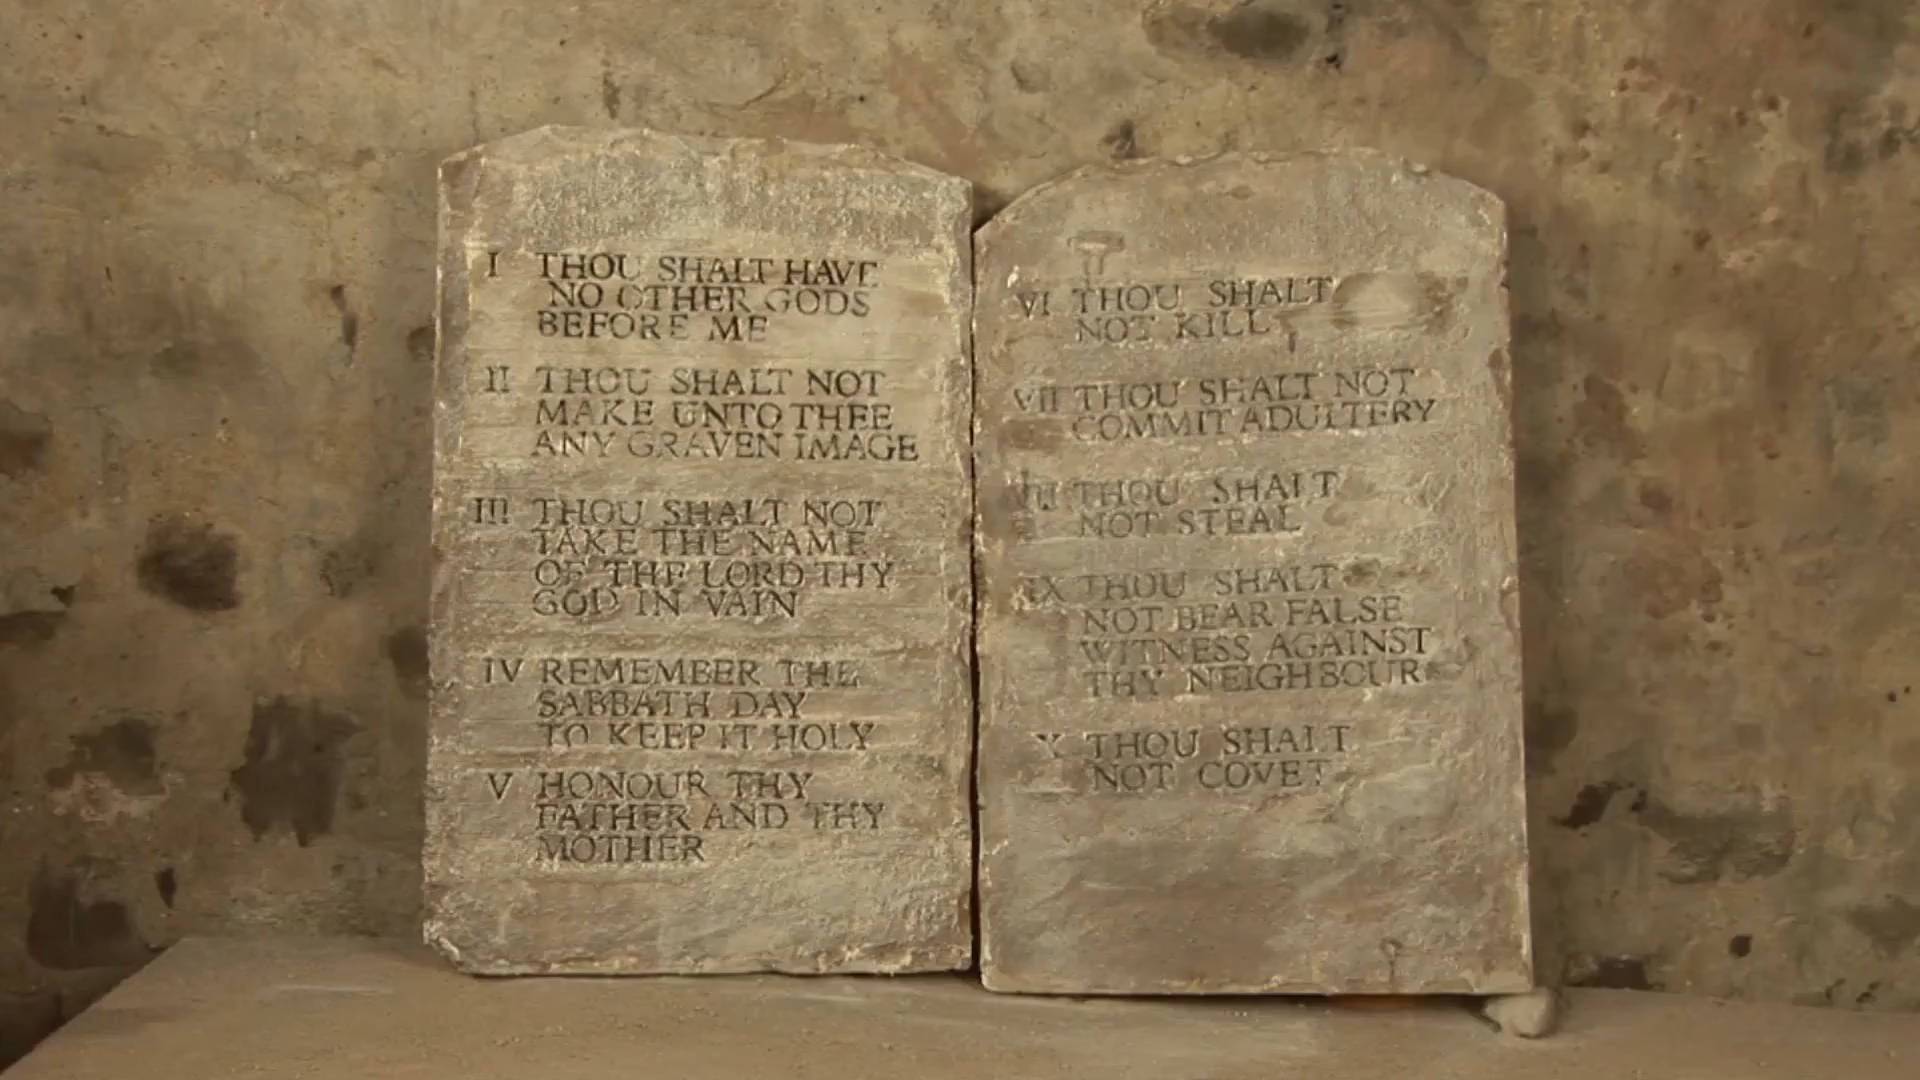 I THOU SHALT HAVE
NO OTHER GODS
BEFORE ME
II THOU SHALT NOT
MAKE UNTO THEE
ANY GRAVEN IMAGE
III THOU SHALT NOT
TAKE THE NAME
OF THE LORD THY
GOD IN VAIN
IV REMEMBER THE
SABBATH DAY
TO KEEP IT HOLY
V HONOUR THY
FATHER AND THY
MOTHER
VI THOU SHALT
NOT KILL
VII THOU SHALT NOT
COMMIT ADULTERY
THOU SHALT
NOT STEAL
IX THOU SHALT
NOT BEAR FALSE
WITNESS AGAINST
THY NEIGHBOUR
X THOU SHALT
NOT COVET